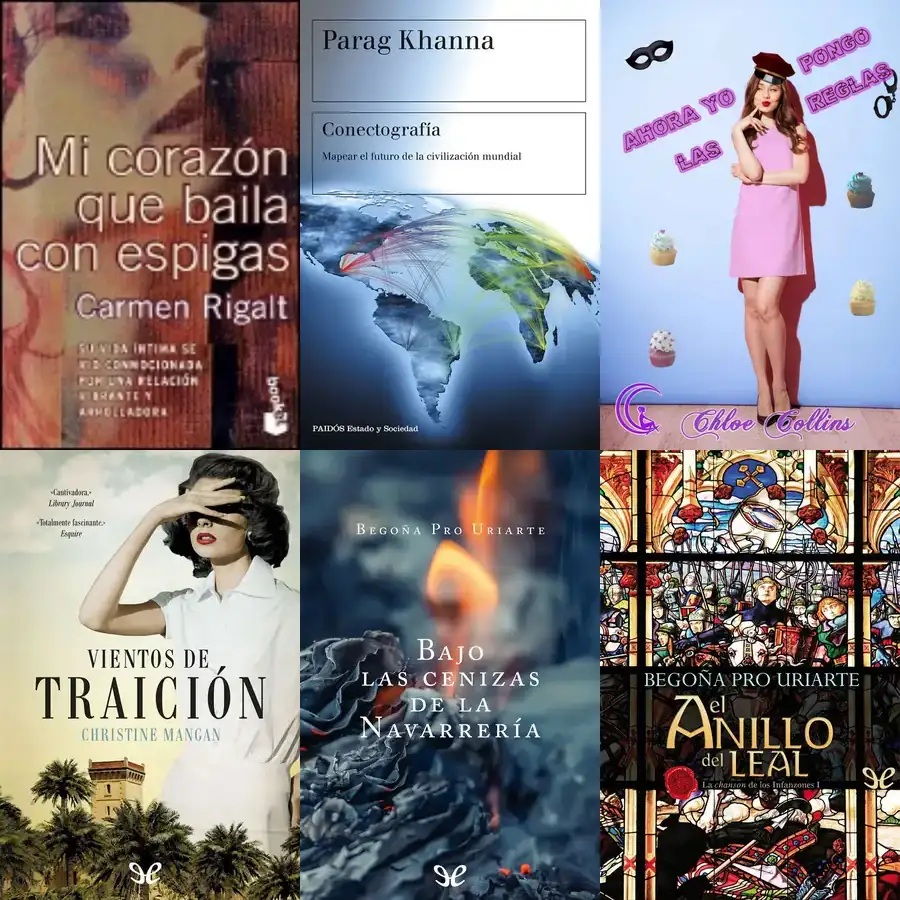 Mi corazón
que baila
con espigas
Carmen Rigalt
SU VIDA ÍNTIMA SE
VIO CONMOCIONADA
POR UNA RELACIÓN
VIBRANTE Y
ARROLLADORA
Parag Khanna
Conectografía
Mapear el futuro de la civilización mundial
PAIDÓS Estado y Sociedad
AHORA YO
PONGO
LAS
REGLAS
Chloe Collins
«Cautivadora.»
Library Journal
«Totalmente fascinante.»
Esquire
VIENTOS DE
TRAICIÓN
CHRISTINE MANGAN
BEGOÑA PRO URIARTE
BAJO
LAS CENIZAS
DE LA
NAVARRERÍA
BEGOÑA PRO URIARTE
el
ANILLO
del LEAL
La chanson de los Infanzones I